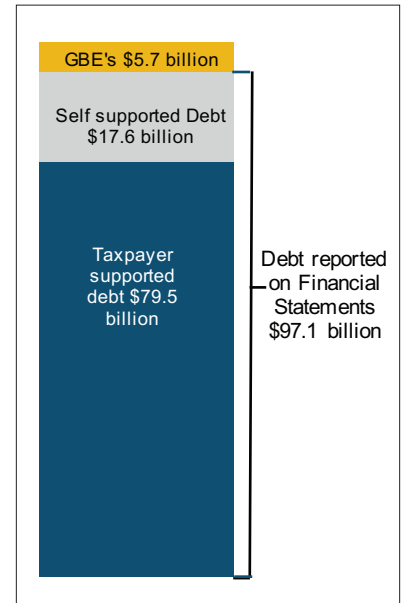 GBE's $5.7 billion
Self supported Debt
$17.6 billion
Taxpayer
supported
debt $79.5
billion
Debt reported
on Financial
Statements
$97.1 billion